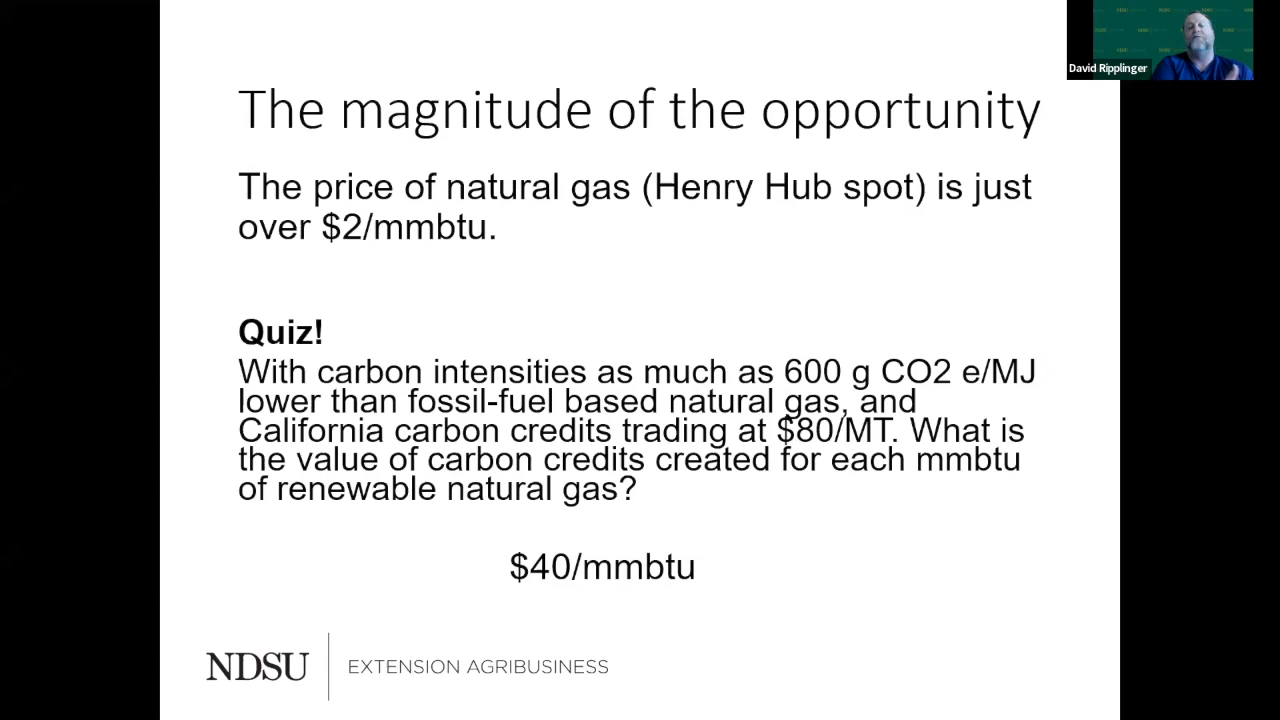 David Ripplinger
The magnitude of the opportunity
The price of natural gas (Henry Hub spot) is just
over $2/mmbtu.
Quiz!
With carbon intensities as much as 600 g CO2 e/MJ
lower than fossil-fuel based natural gas, and
California carbon credits trading at $80/MT. What is
the value of carbon credits created for each mmbtu
of renewable natural gas?
$40/mmbtu
NDSU EXTENSION AGRIBUSINESS